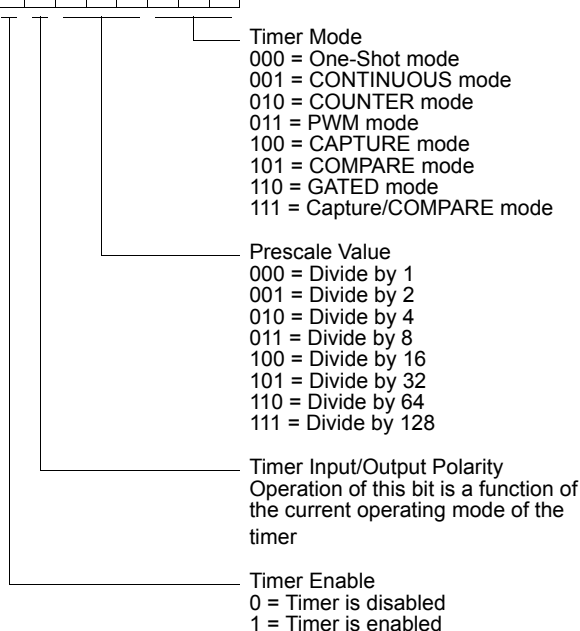 Timer Mode
000 = One-Shot mode
001 = CONTINUOUS mode
010 = COUNTER mode
011 = PWM mode
100 = CAPTURE mode
101 = COMPARE mode
110 = GATED mode
111 = Capture/COMPARE mode
Prescale Value
000 = Divide by 1
001 = Divide by 2
010 = Divide by 4
011 = Divide by 8
100 = Divide by 16
101 = Divide by 32
110 = Divide by 64
111 = Divide by 128
Timer Input/Output Polarity
Operation of this bit is a function of
the current operating mode of the
timer
Timer Enable
0 = Timer is disabled
1 = Timer is enabled